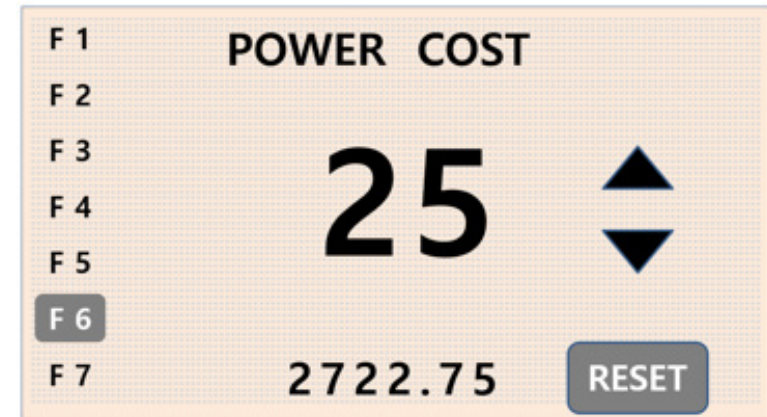 F 1
POWER COST
F 2
F 3
25
F 4
F 5
F 6
F 7
2722.75
RESET